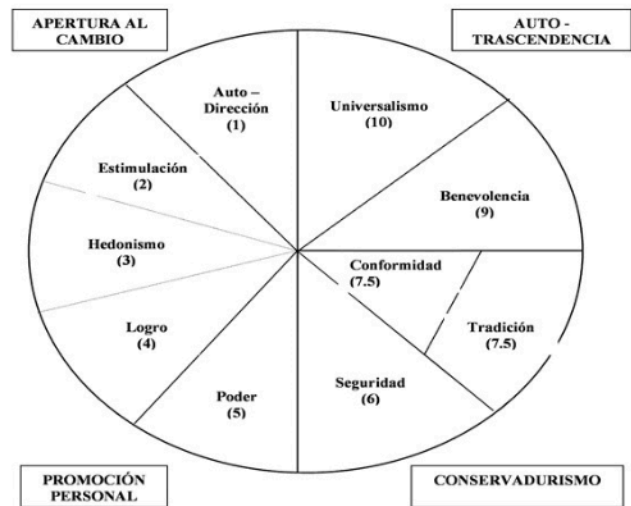 APERTURA AL
CAMBIO
AUTO -
TRASCENDENCIA
Auto –
Dirección
(1)
Universalismo
(10)
Estimulación
(2)
Benevolencia
(9)
Hedonismo
(3)
Conformidad
(7.5)
Logro
(4)
Tradición
(7.5)
Poder
(5)
Seguridad
(6)
PROMOCIÓN
PERSONAL
CONSERVADURISMO